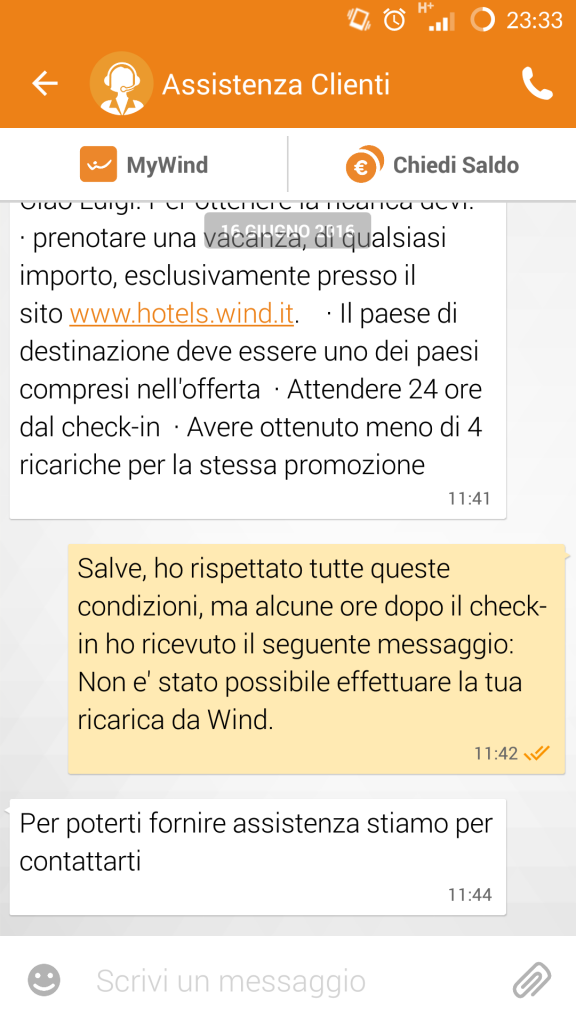 H+ 23:33
Assistenza Clienti
MyWind
Chiedi Saldo
Ciao Luigi. Per ottenere la ricarica devi:
16 GIUGNO 2016
· prenotare una vacanza, di qualsiasi
importo, esclusivamente presso il
sito www.hotels.wind.it. · Il paese di
destinazione deve essere uno dei paesi
compresi nell'offerta · Attendere 24 ore
dal check-in · Avere ottenuto meno di 4
ricariche per la stessa promozione
11:41
Salve, ho rispettato tutte queste
condizioni, ma alcune ore dopo il check-
in ho ricevuto il seguente messaggio:
Non e' stato possibile effettuare la tua
ricarica da Wind.
11:42
Per poterti fornire assistenza stiamo per
contattarti
11:44
Scrivi un messaggio